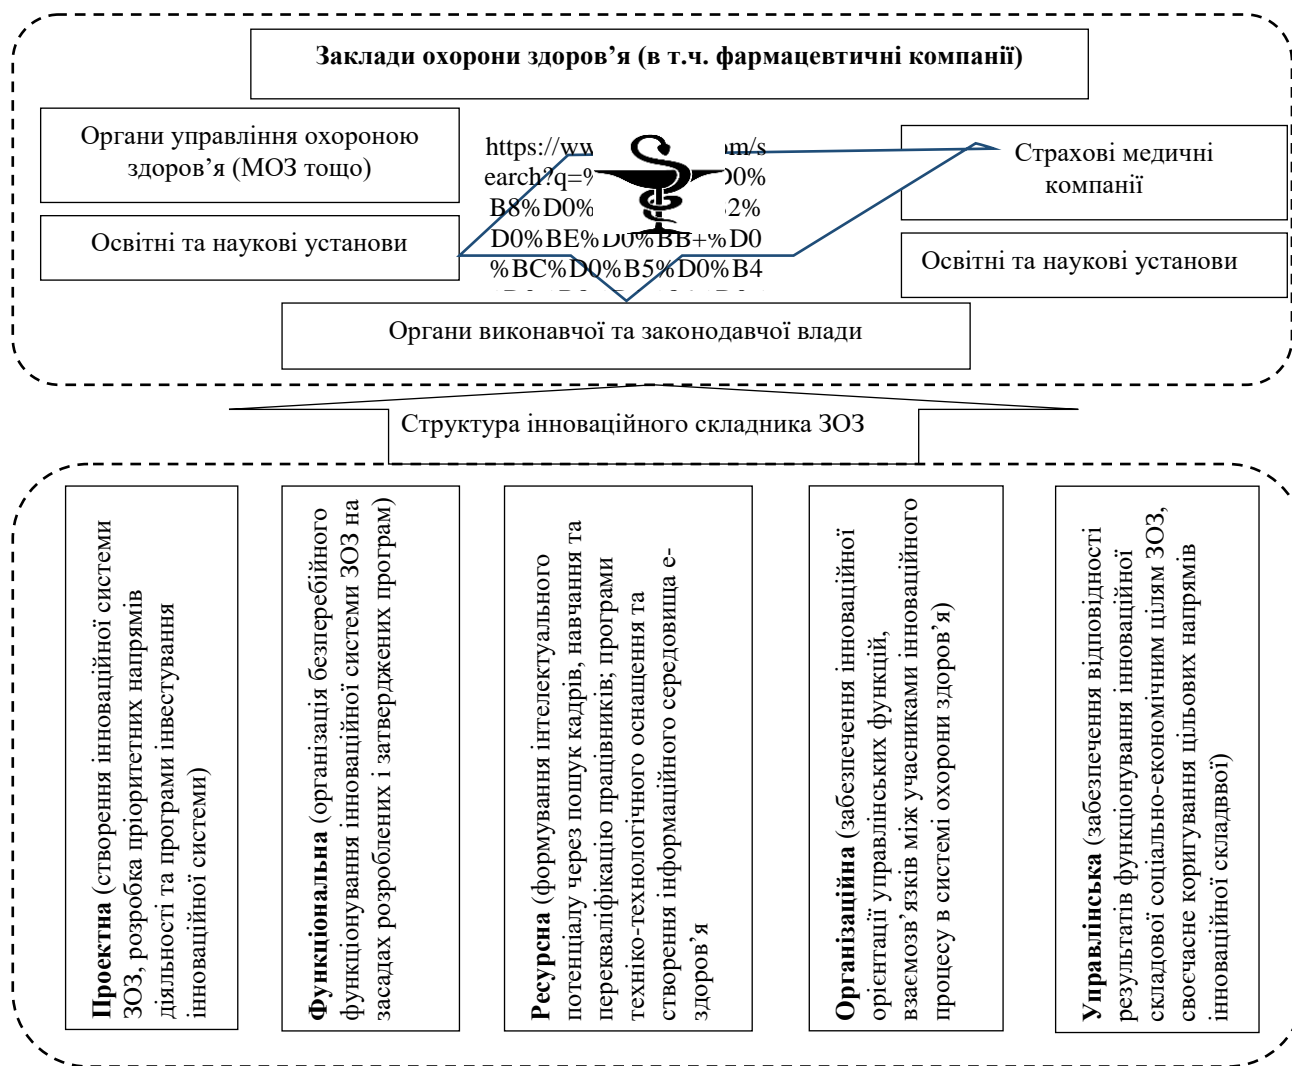 Заклади охорони здоров’я (в т.ч. фармацевтичні компанії)
Органи управління охороною
здоров’я (МОЗ тощо)
Освітні та наукові установи
https://ww m/s
earch?q=% 0%
B8%D0% 2%
D0%BE%D0%BB+%D0
%BC%D0%B5%D0%B4
Страхові медичні
компанії
Освітні та наукові установи
Органи виконавчої та законодавчої влади
Структура інноваційного складника ЗОЗ
Проектна (створення інноваційної системи
ЗОЗ, розробка пріоритетних напрямів
діяльності та програми інвестування
інноваційної системи)
Функціональна (організація безперебійного
функціонування інноваційної системи ЗОЗ на
засадах розроблених і затверджених програм)
Ресурсна (формування інтелектуального
потенціалу через пошук кадрів, навчання та
перекваліфікацію працівників; програми
техніко-технологічного оснащення та
створення інформаційного середовища е-
здоров’я
Організаційна (забезпечення інноваційної
орієнтації управлінських функцій,
взаємозв’язків між учасниками інноваційного
процесу в системі охорони здоров’я)
Управлінська (забезпечення відповідності
результатів функціонування інноваційної
складової соціально-економічним цілям ЗОЗ,
своєчасне коригування цільових напрямів
інноваційної складввої)